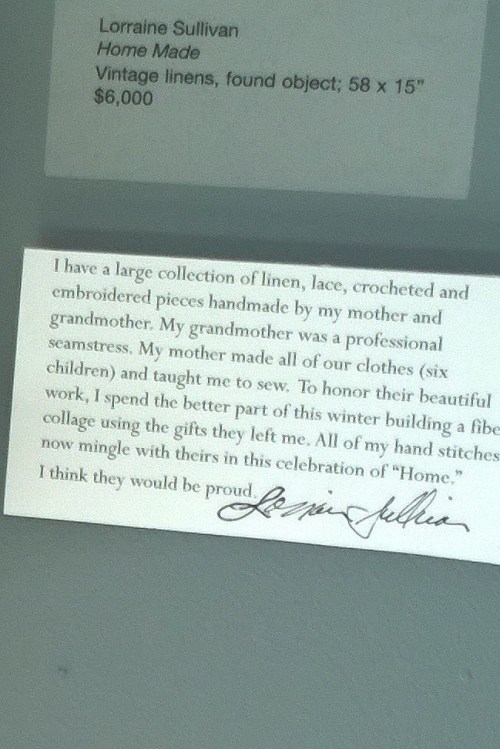 Lorraine Sullivan
Home Made
Vintage linens, found object; 58 x 15"
$6,000
I have a large collection of linen, lace, crocheted and
embroidered pieces handmade by my mother and
grandmother. My grandmother was a professional
seamstress. My mother made all of our clothes (six
children) and taught me to sew. To honor their beautiful
work, I spend the better part of this winter building a fibe
collage using the gifts they left me. All of my hand stitches
now mingle with theirs in this celebration of “Home.”
I think they would be proud.
Lorraine Sullivan